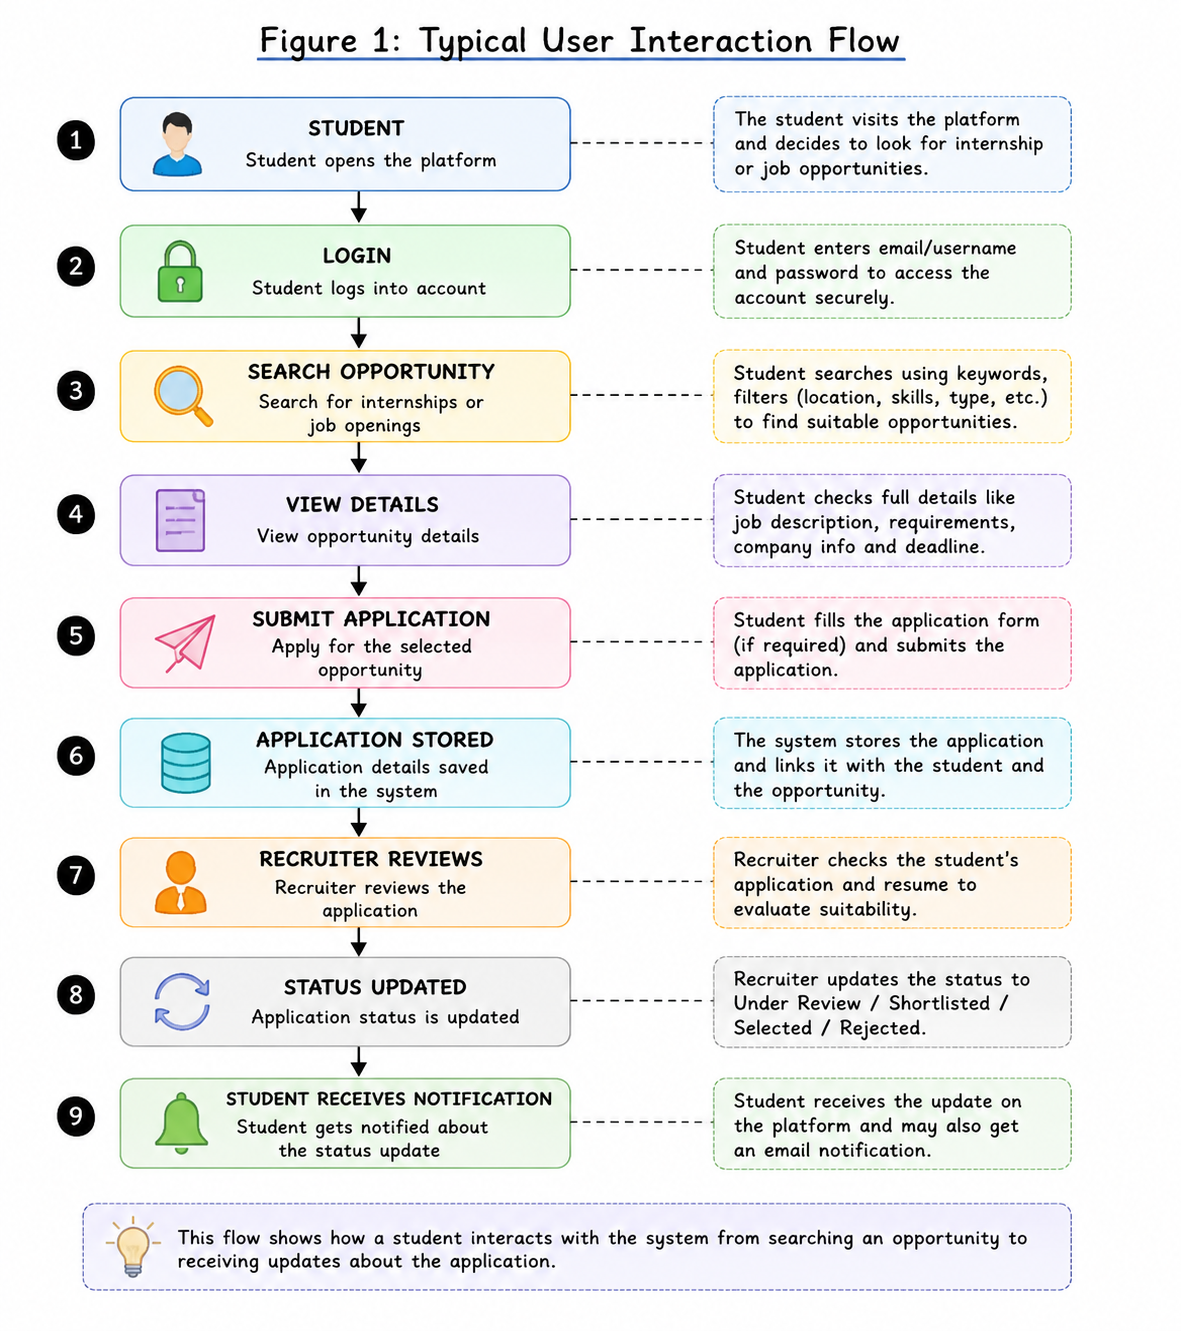 Figure 1: Typical User Interaction Flow
1
STUDENT
Student opens the platform
The student visits the platform
and decides to look for internship
or job opportunities.
2
LOGIN
Student logs into account
Student enters email/username
and password to access the
account securely.
3
SEARCH OPPORTUNITY
Search for internships or
job openings
Student searches using keywords,
filters (location, skills, type, etc.)
to find suitable opportunities.
4
VIEW DETAILS
View opportunity details
Student checks full details like
job description, requirements,
company info and deadline.
5
SUBMIT APPLICATION
Apply for the selected
opportunity
Student fills the application form
(if required) and submits the
application.
6
APPLICATION STORED
Application details saved
in the system
The system stores the application
and links it with the student and
the opportunity.
7
RECRUITER REVIEWS
Recruiter reviews the
application
Recruiter checks the student's
application and resume to
evaluate suitability.
8
STATUS UPDATED
Application status is updated
Recruiter updates the status to
Under Review / Shortlisted /
Selected / Rejected.
9
STUDENT RECEIVES NOTIFICATION
Student gets notified about
the status update
Student receives the update on
the platform and may also get
an email notification.
This flow shows how a student interacts with the system from searching an opportunity to
receiving updates about the application.